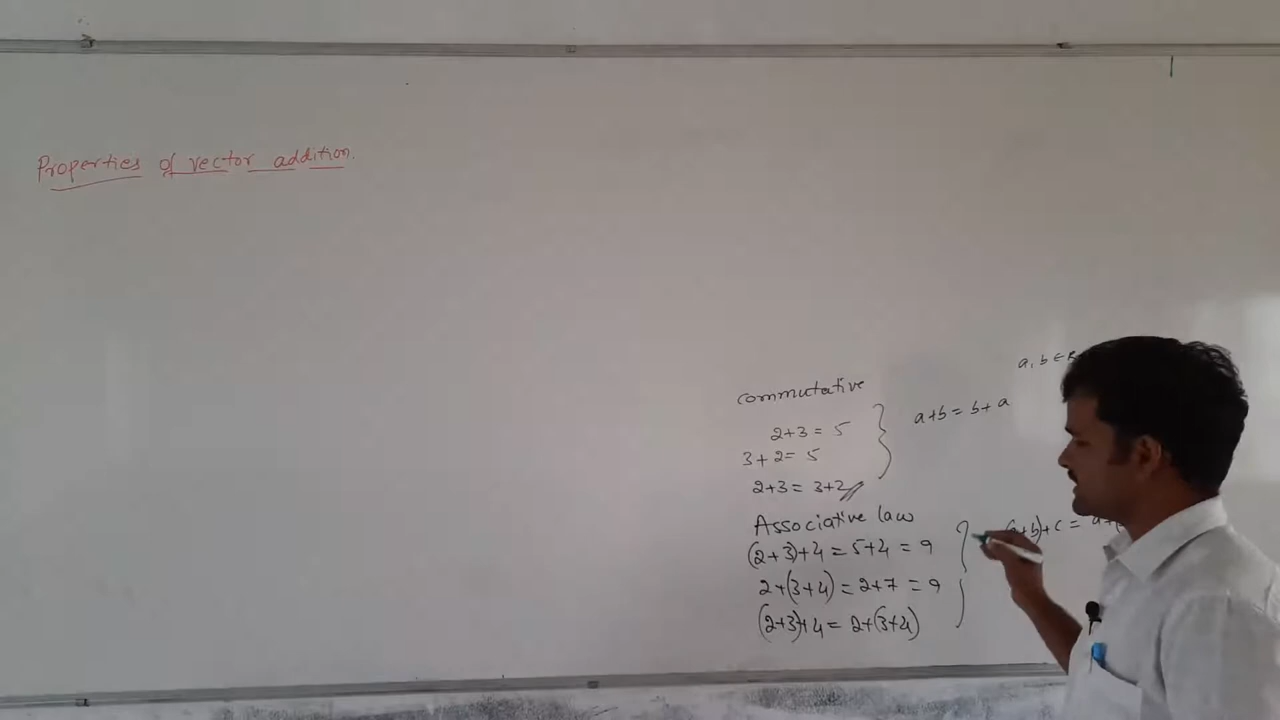 Properties of vector addition.
a, b ∈ R
commutative
2+3 = 5
a+b = b+a
3+2 = 5
2+3 = 3+2
Associative law
(a+b)+c = a+(
(2+3)+4 = 5+4 = 9
2+(3+4) = 2+7 = 9
(2+3)+4 = 2+(3+4)